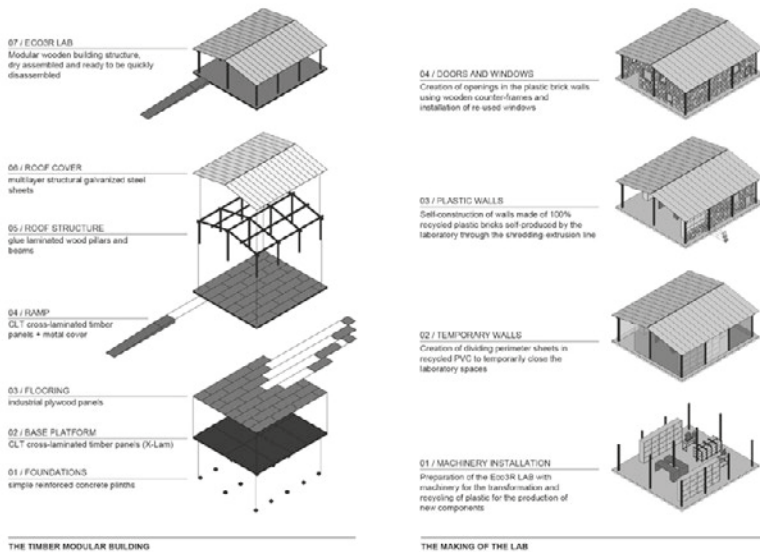 07 / ECO3R LAB
Modular wooden building structure,
dry assembled and ready to be quickly
disassembled
06 / ROOF COVER
multilayer structural galvanized steel
sheets
05 / ROOF STRUCTURE
glue laminated wood pillars and
beams
04 / RAMP
CLT cross-laminated timber
panels + metal cover
03 / FLOORING
industrial plywood panels
02 / BASE PLATFORM
CLT cross-laminated timber panels (X-Lam)
01 / FOUNDATIONS
simple reinforced concrete plinths
THE TIMBER MODULAR BUILDING
04 / DOORS AND WINDOWS
Creation of openings in the plastic brick walls
using wooden counter-frames and
installation of re-used windows
03 / PLASTIC WALLS
Self-construction of walls made of 100%
recycled plastic bricks self-produced by the
laboratory through the shredding-extrusion line
02 / TEMPORARY WALLS
Creation of dividing perimeter sheets in
recycled PVC to temporarily close the
laboratory spaces
01 / MACHINERY INSTALLATION
Preparation of the Eco3R LAB with
machinery for the transformation and
recycling of plastic for the production of
new components
THE MAKING OF THE LAB